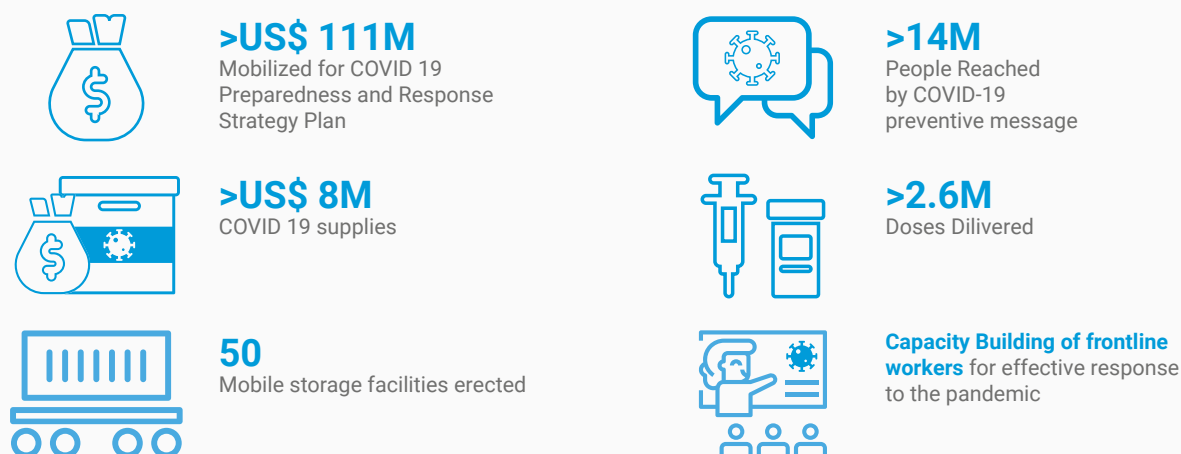 >US$ 111M
Mobilized for COVID 19
Preparedness and Response
Strategy Plan
>14M
People Reached
by COVID-19
preventive message
>US$ 8M
COVID 19 supplies
>2.6M
Doses Dilivered
50
Mobile storage facilities erected
Capacity Building of frontline
workers for effective response
to the pandemic